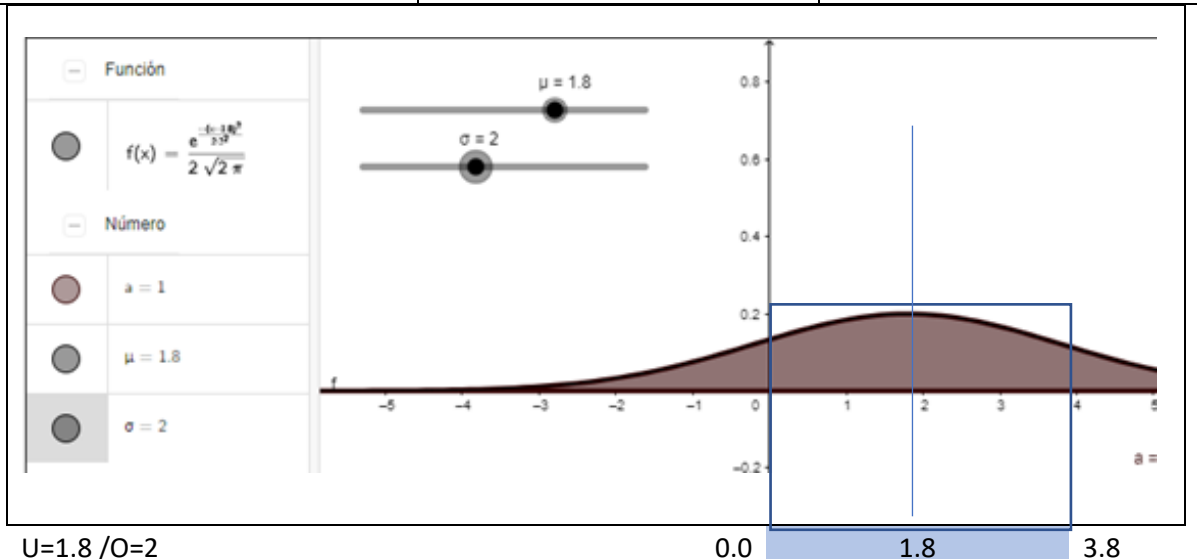 Función
f(x) = e / 2 √2 π
Número
a = 1
μ = 1.8
σ = 2
μ = 1.8
σ = 2
0.8
0.6
0.4
0.2
-0.2
f
-5 -4 -3 -2 -1 0 1 2 3 4 5
a =
U=1.8 /O=2 0.0 1.8 3.8